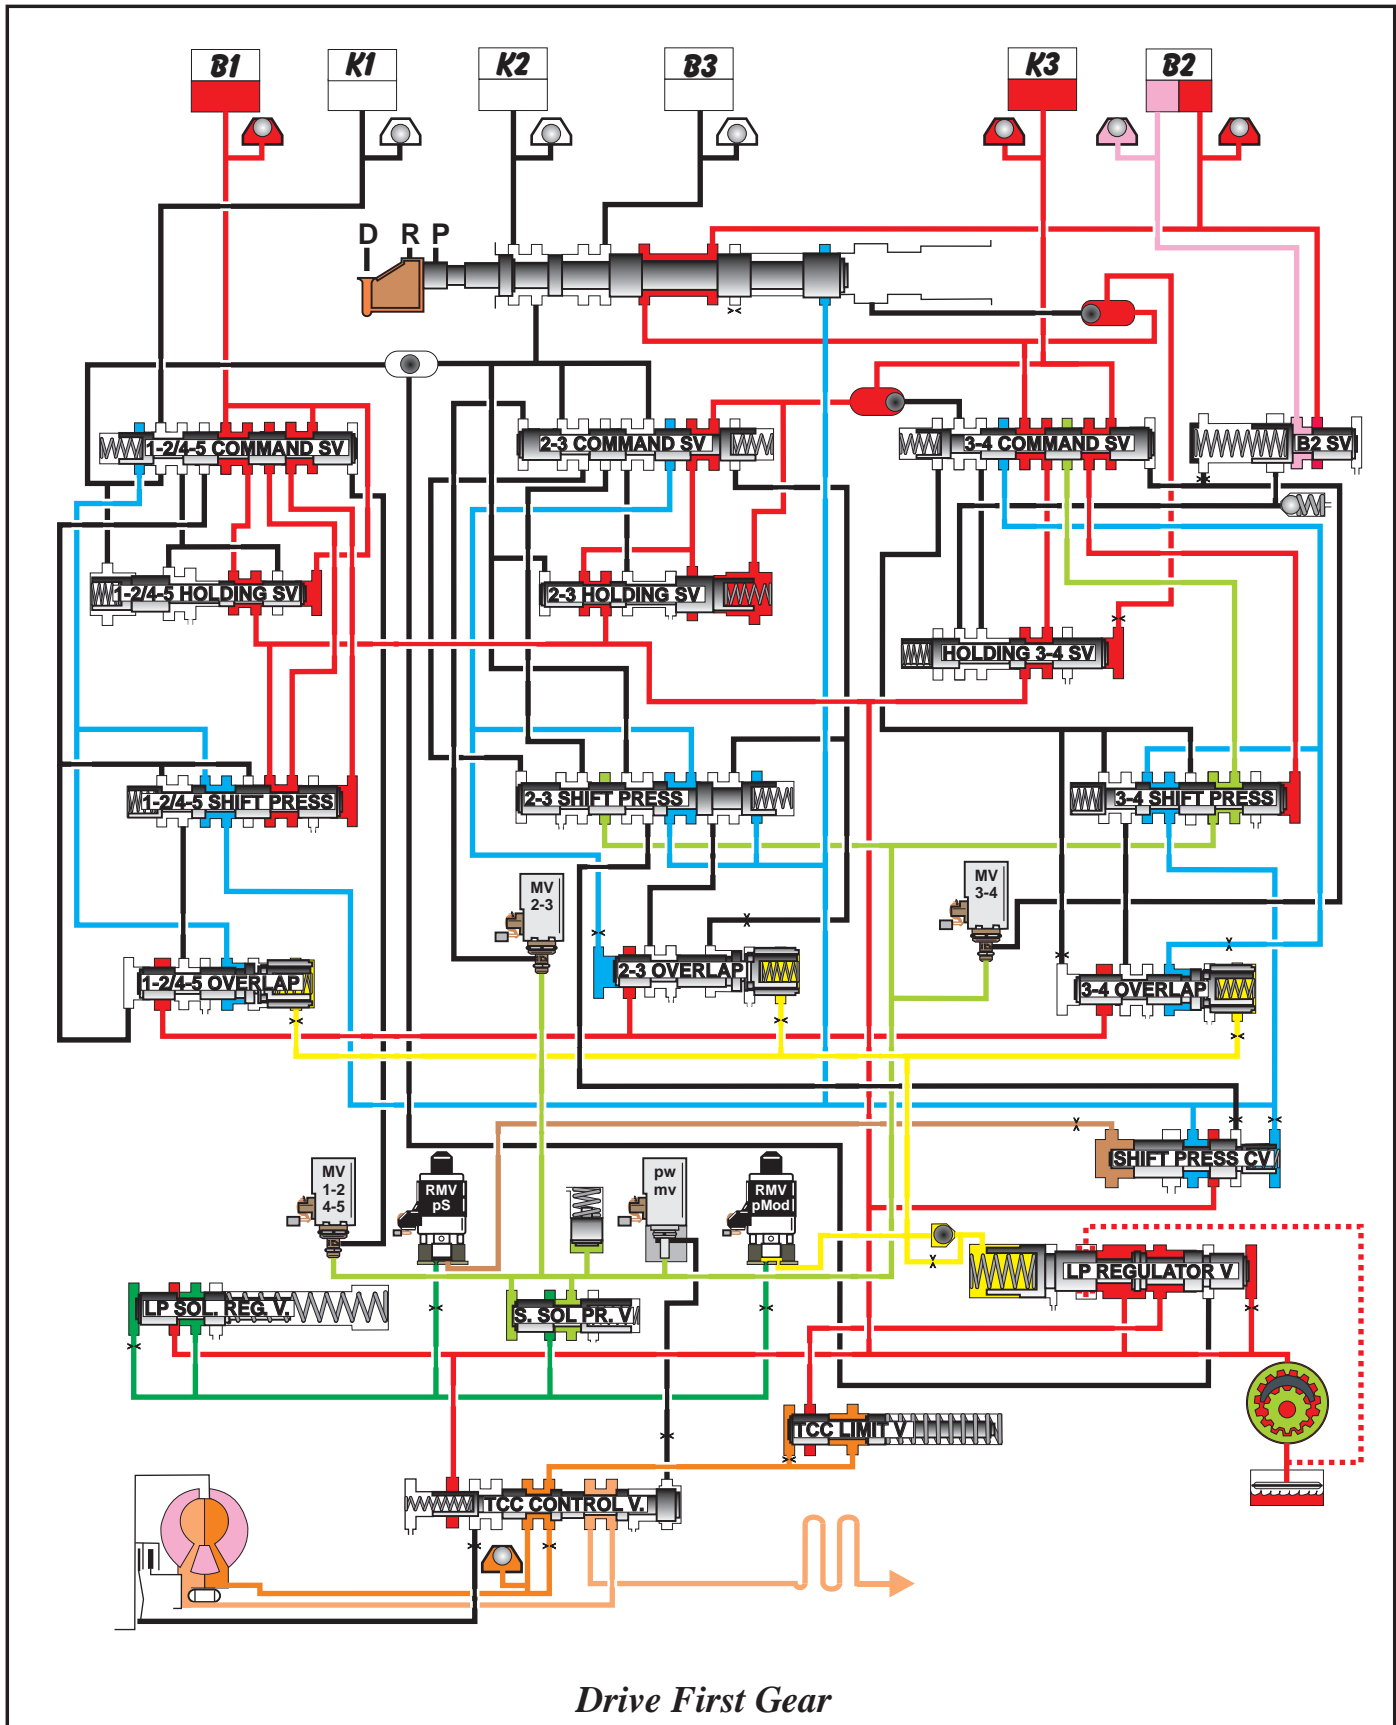 B1
K1
K2
B3
K3
B2
D R P
1-2/4-5 COMMAND SV
2-3 COMMAND SV
3-4 COMMAND SV
B2 SV
1-2/4-5 HOLDING SV
2-3 HOLDING SV
HOLDING 3-4 SV
1-2/4-5 SHIFT PRESS
2-3 SHIFT PRESS
3-4 SHIFT PRESS
MV
2-3
MV
3-4
1-2/4-5 OVERLAP
2-3 OVERLAP
3-4 OVERLAP
SHIFT PRESS CV
MV
1-2
4-5
RMV
pS
pw
mv
RMV
pMod
LP REGULATOR V
LP SOL. REG. V.
S. SOL PR. V
TCC LIMIT V
TCC CONTROL V.
Drive First Gear